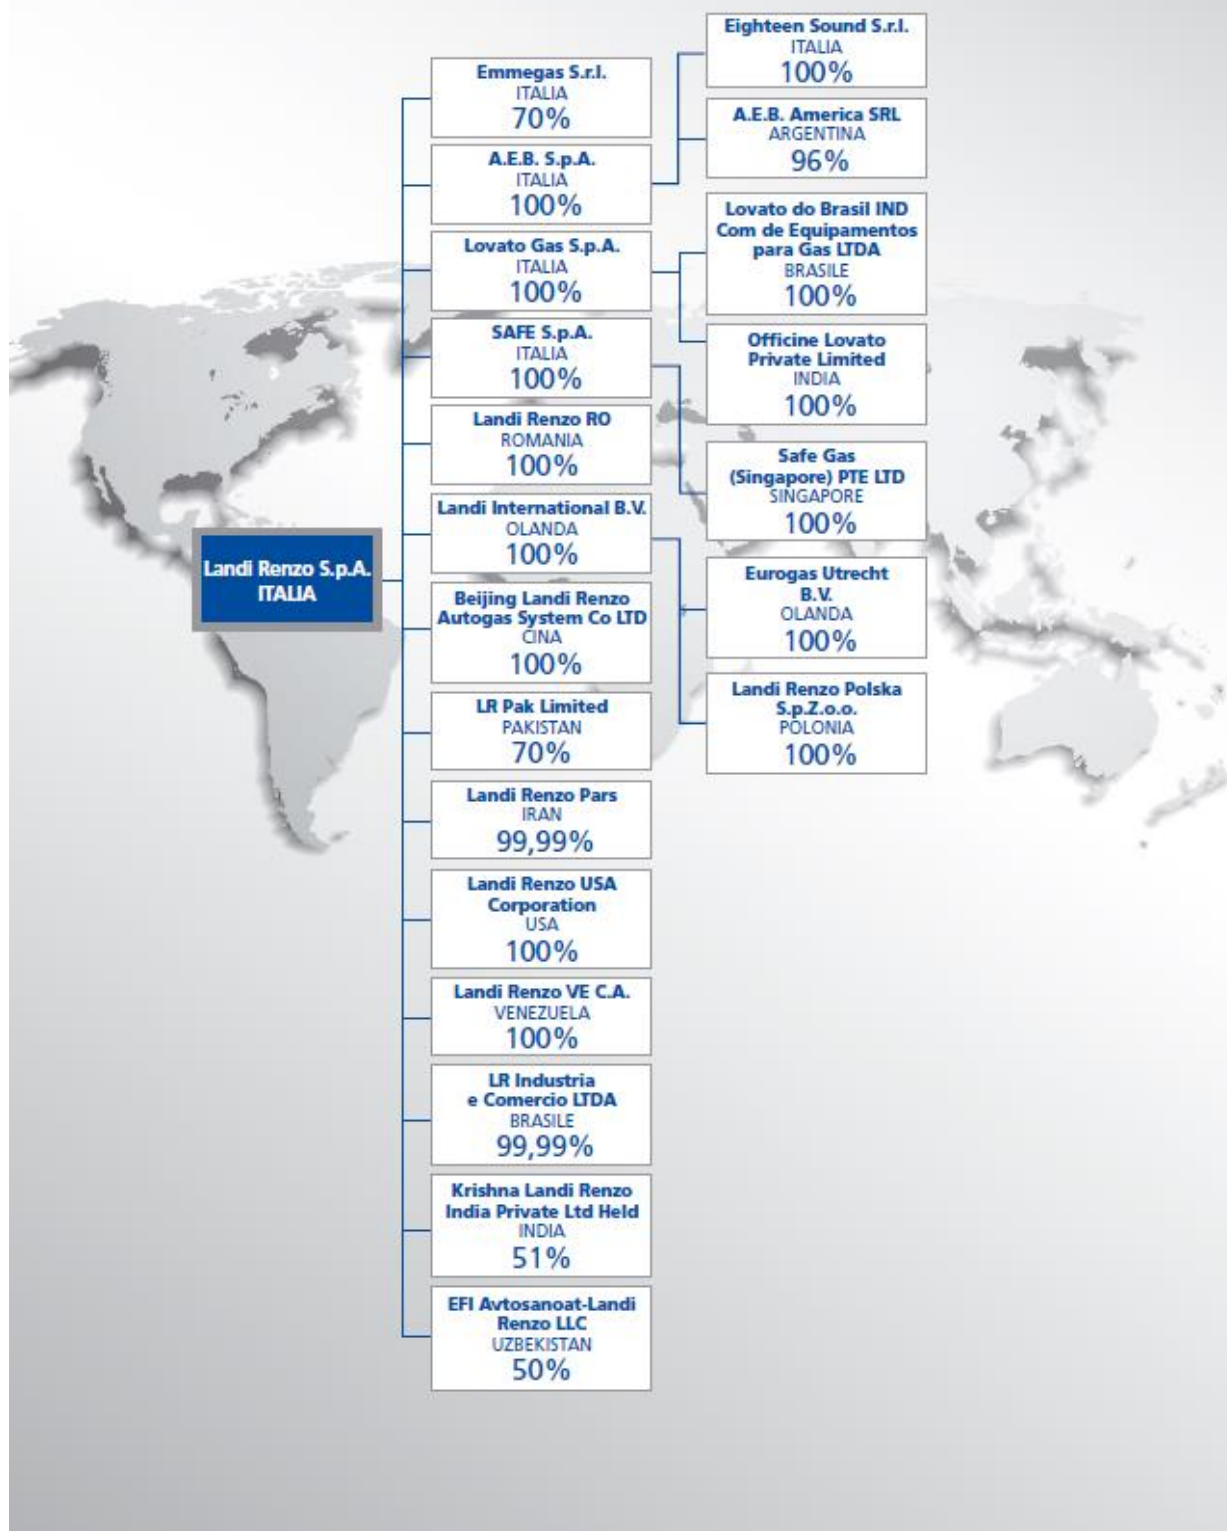 Landi Renzo S.p.A.
ITALIA
Emmegas S.r.l.
ITALIA
70%
A.E.B. S.p.A.
ITALIA
100%
Lovato Gas S.p.A.
ITALIA
100%
SAFE S.p.A.
ITALIA
100%
Landi Renzo RO
ROMANIA
100%
Landi International B.V.
OLANDA
100%
Beijing Landi Renzo
Autogas System Co LTD
CINA
100%
LR Pak Limited
PAKISTAN
70%
Landi Renzo Pars
IRAN
99,99%
Landi Renzo USA
Corporation
USA
100%
Landi Renzo VE C.A.
VENEZUELA
100%
LR Industria
e Comercio LTDA
BRASILE
99,99%
Krishna Landi Renzo
India Private Ltd Held
INDIA
51%
EFI Avtosanoat-Landi
Renzo LLC
UZBEKISTAN
50%
Eighteen Sound S.r.l.
ITALIA
100%
A.E.B. America SRL
ARGENTINA
96%
Lovato do Brasil IND
Com de Equipamentos
para Gas LTDA
BRASILE
100%
Officine Lovato
Private Limited
INDIA
100%
Safe Gas
(Singapore) PTE LTD
SINGAPORE
100%
Eurogas Utrecht
B.V.
OLANDA
100%
Landi Renzo Polska
S.p.Z.o.o.
POLONIA
100%